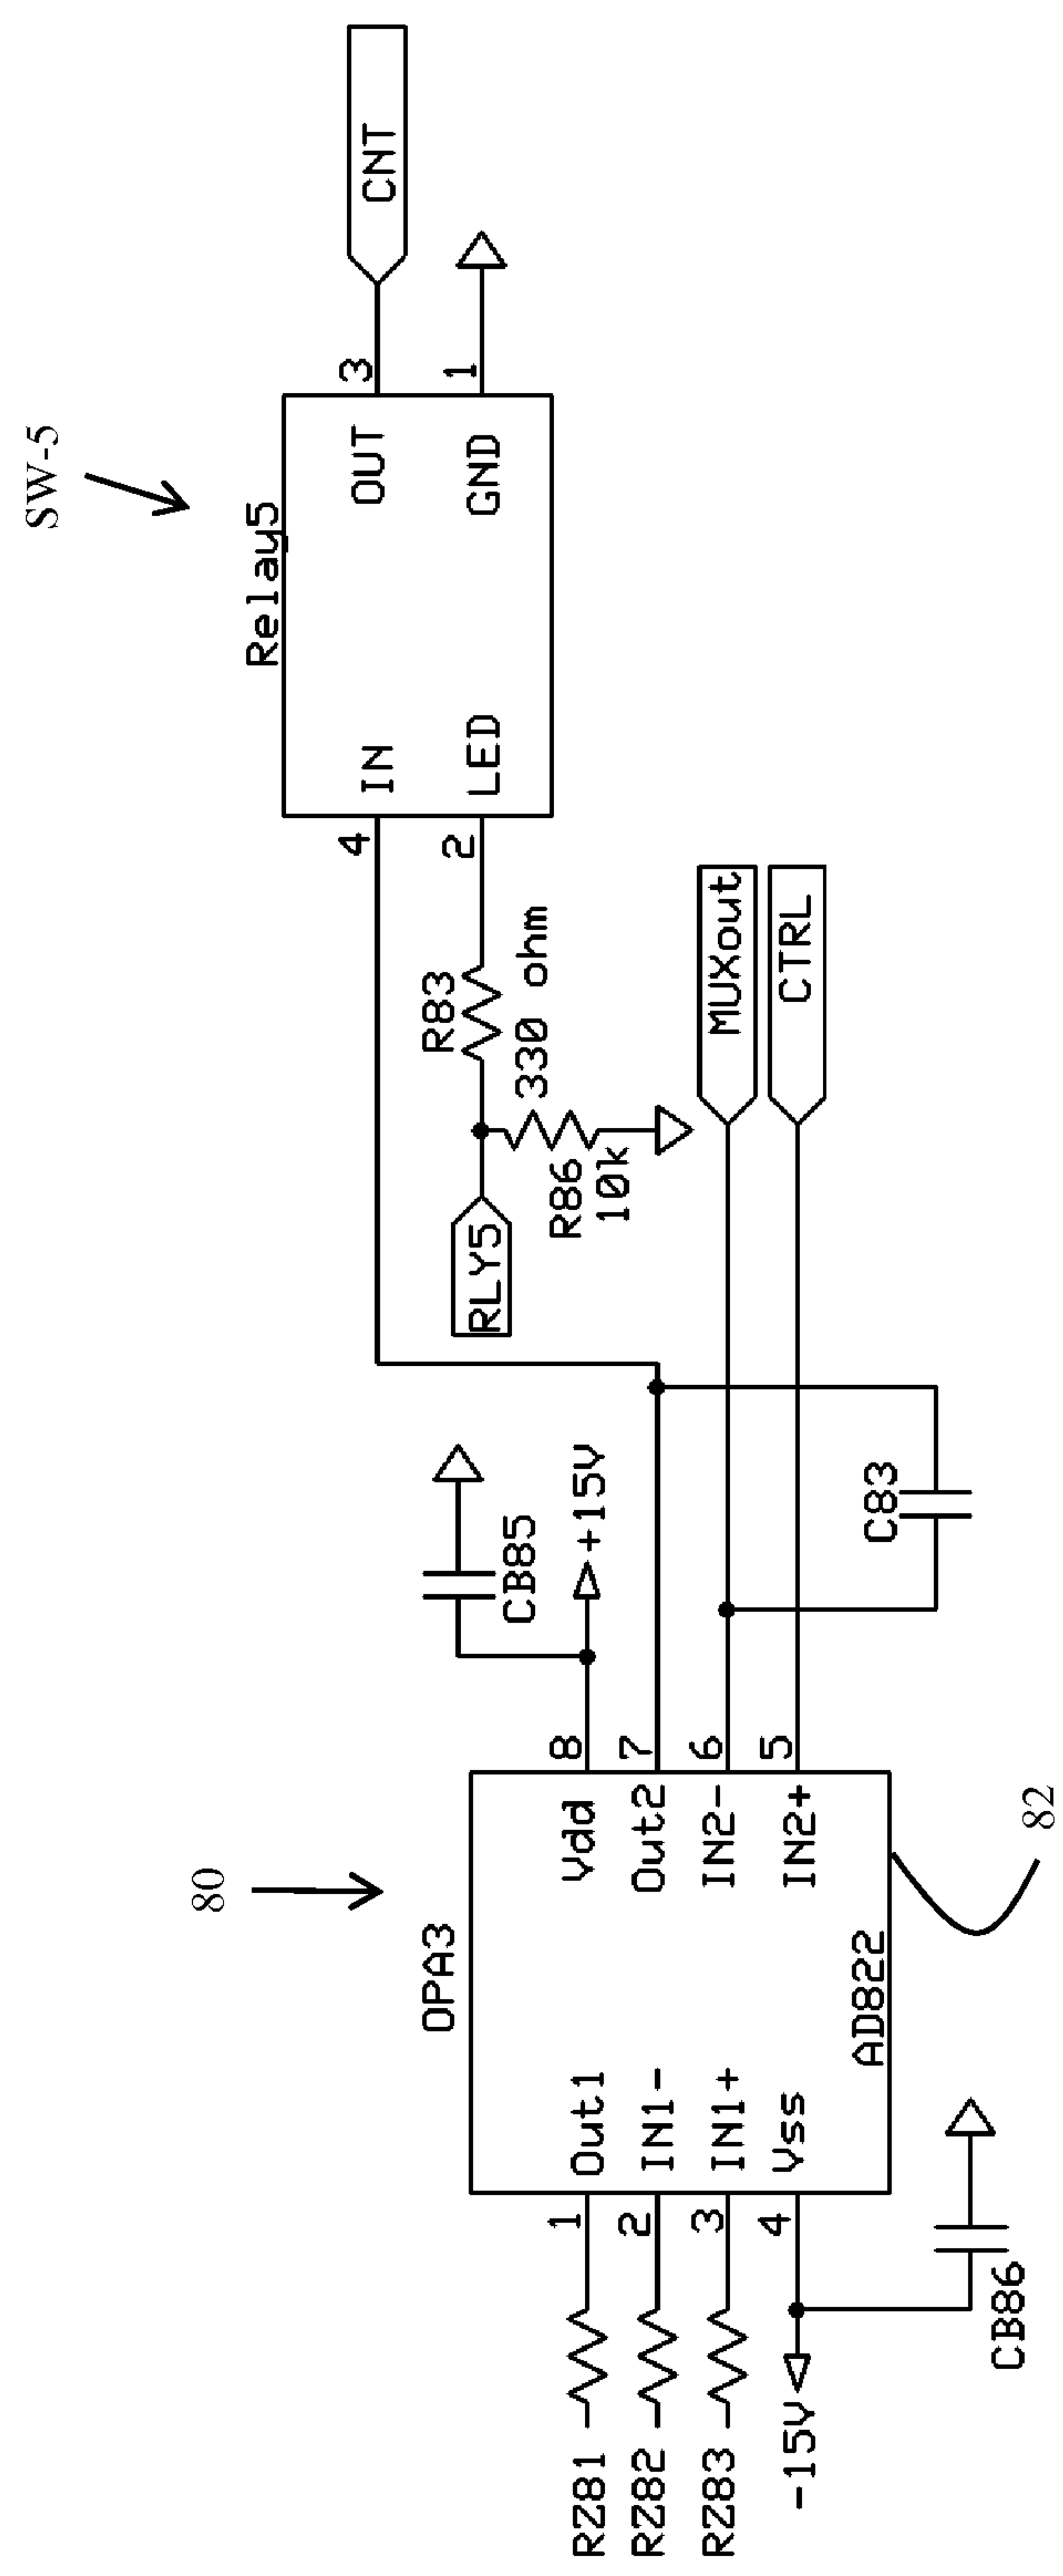 SW-5
Relay5
CNT
3
OUT
1
GND
IN
LED
4
2
R83
330 ohm
R86
10k
RLY5
MUXout
CTRL
CB85
+15V
C83
80
OPA3
8
Vdd
7
Out2
6
IN2-
5
IN2+
AD822
82
Out1
IN1-
IN1+
Vss
1
2
3
4
RZ81
RZ82
RZ83
-15V
CB86